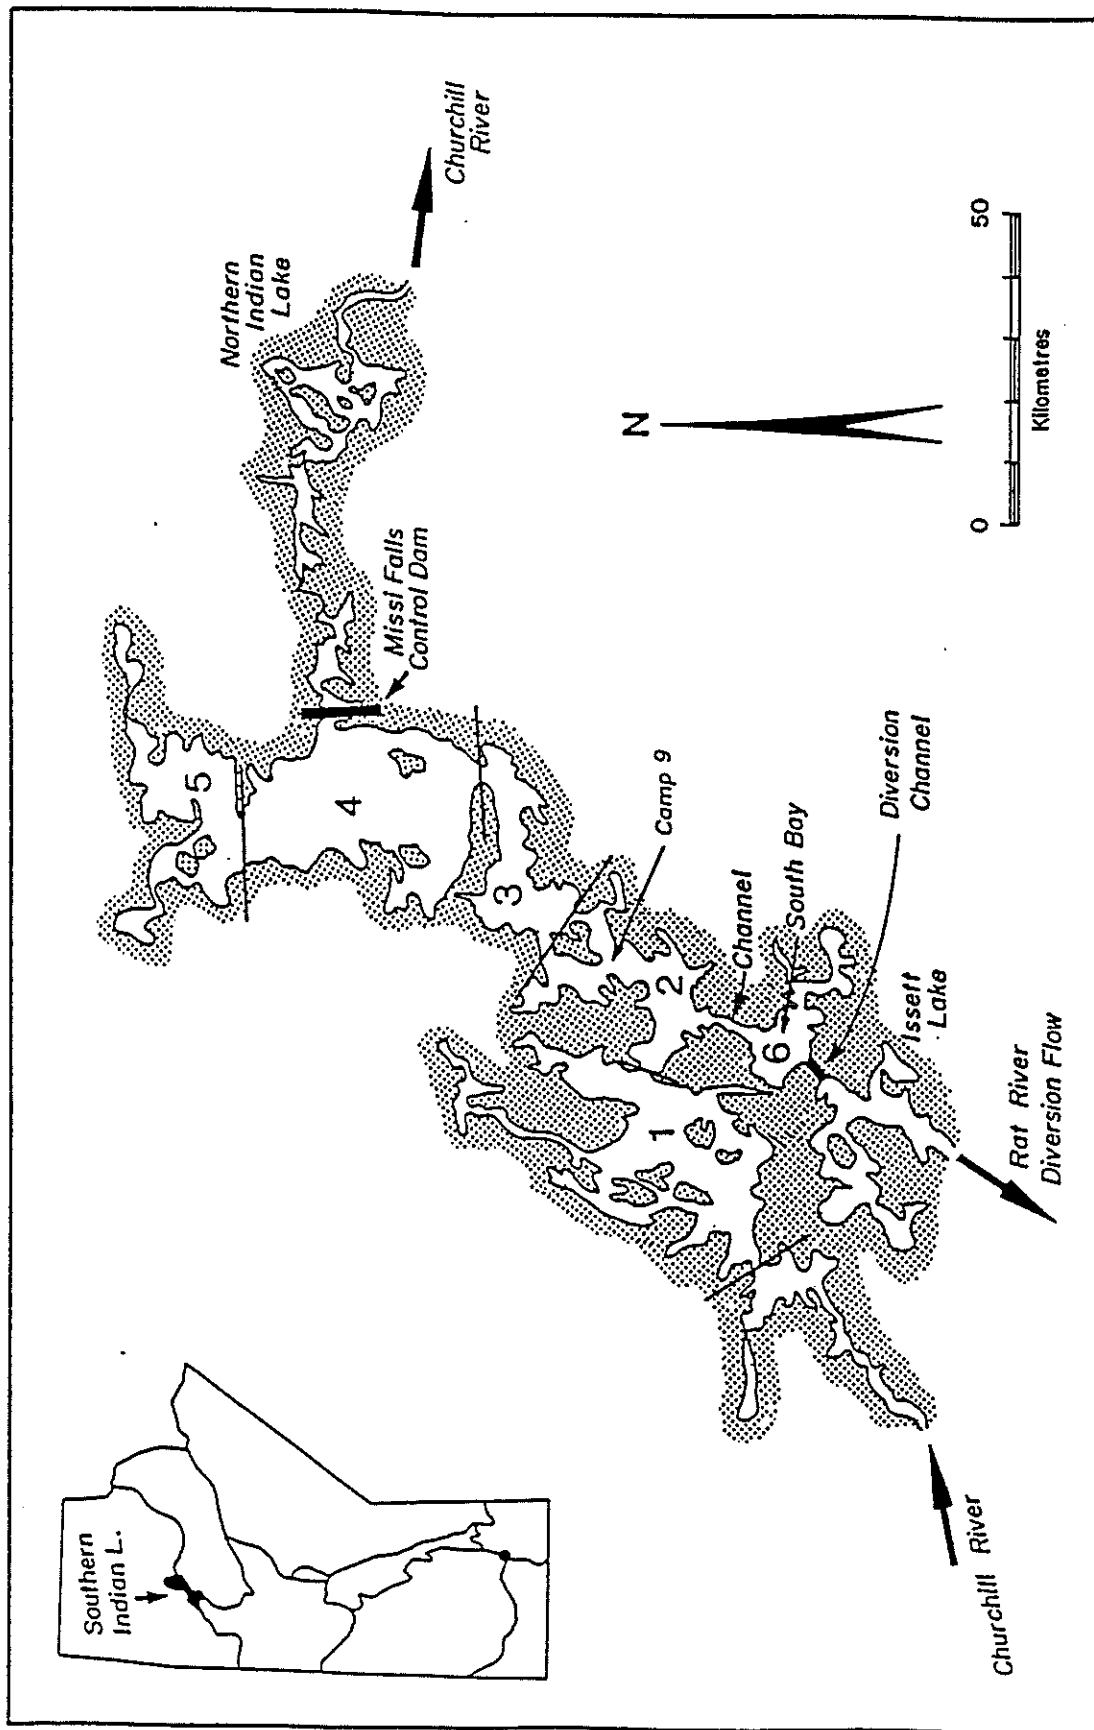 Southern
Indian L.
Churchill River
Northern
Indian
Lake
Churchill
River
5
4
3
2
1
6
Missi Falls
Control Dam
Camp 9
Channel
South Bay
Diversion
Channel
Issett
Lake
Rat River
Diversion Flow
N
0
50
Kilometres